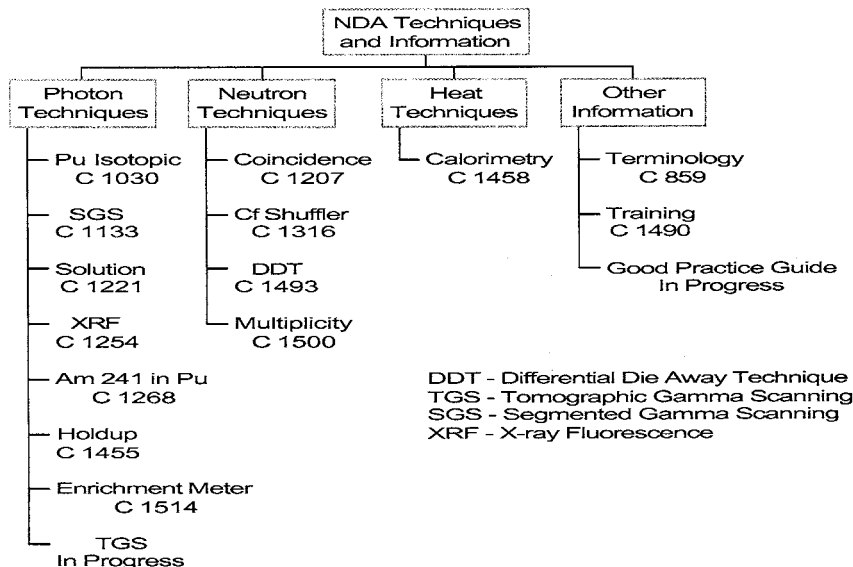 NDA Techniques
and Information
Photon
Techniques
Pu Isotopic
C 1030
SGS
C 1133
Solution
C 1221
XRF
C 1254
Am 241 in Pu
C 1268
Holdup
C 1455
Enrichment Meter
C 1514
TGS
In Progress
Neutron
Techniques
Coincidence
C 1207
Cf Shuffler
C 1316
DDT
C 1493
Multiplicity
C 1500
Heat
Techniques
Calorimetry
C 1458
Other
Information
Terminology
C 859
Training
C 1490
Good Practice Guide
In Progress
DDT - Differential Die Away Technique
TGS - Tomographic Gamma Scanning
SGS - Segmented Gamma Scanning
XRF - X-ray Fluorescence